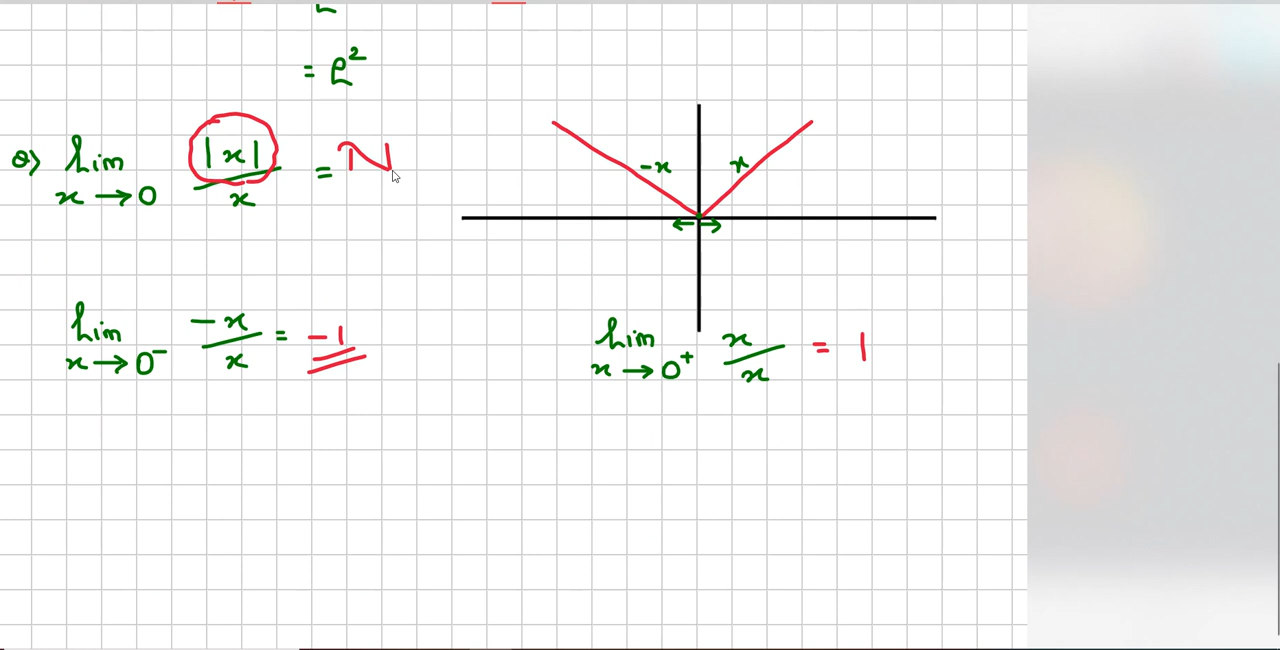 = e²
Q) lim x→0 |x|/x = N
-x x
lim x→0⁻ -x/x = -1
lim x→0⁺ x/x = 1